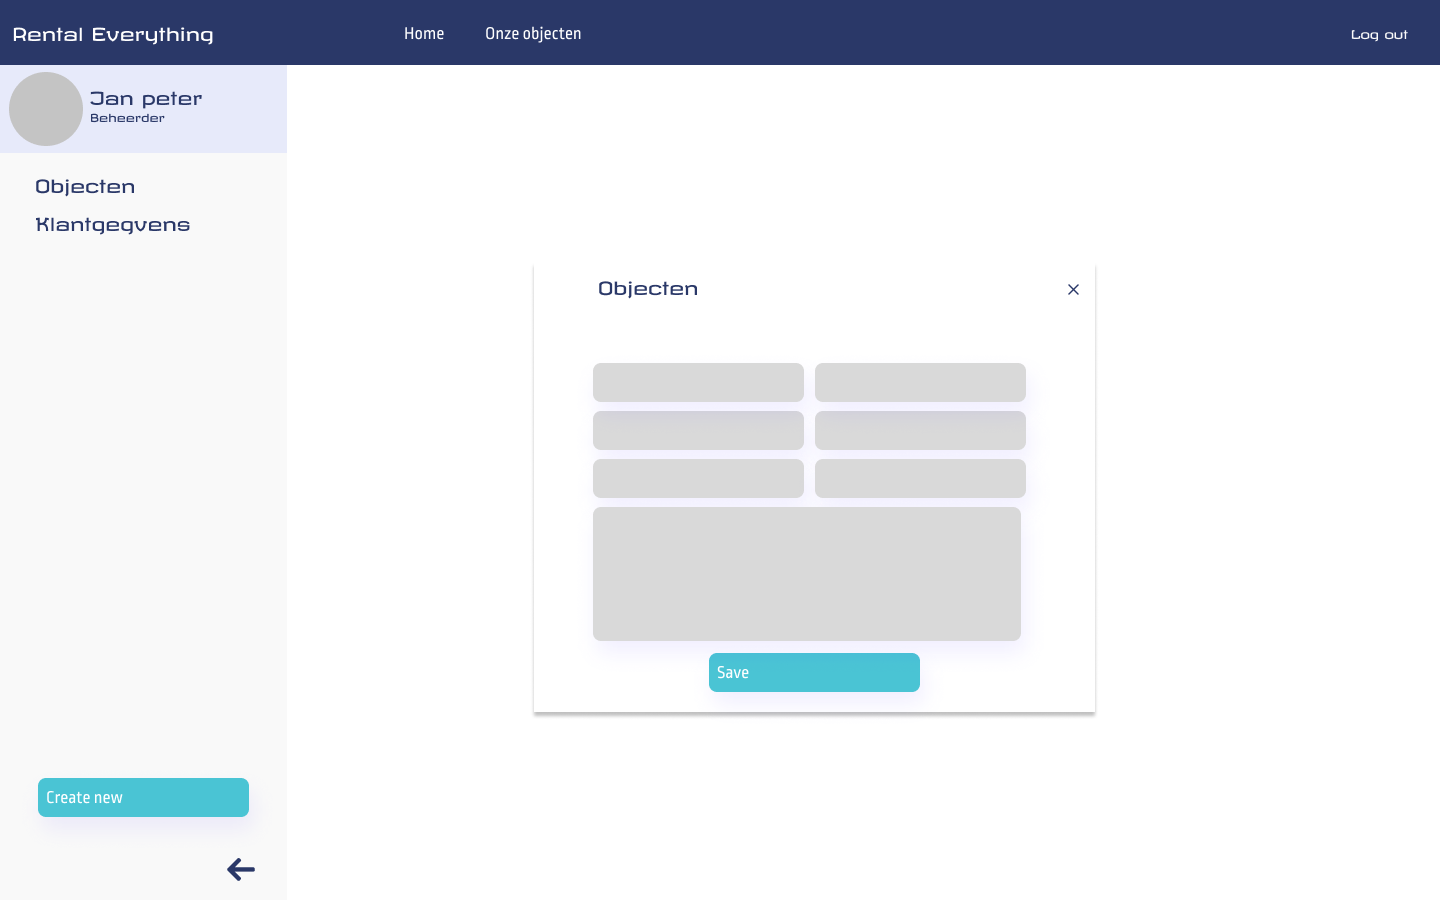 Rental Everything
Home
Onze objecten
Log out
Jan peter
Beheerder
Objecten
Klantgegvens
Objecten
Save
Create new